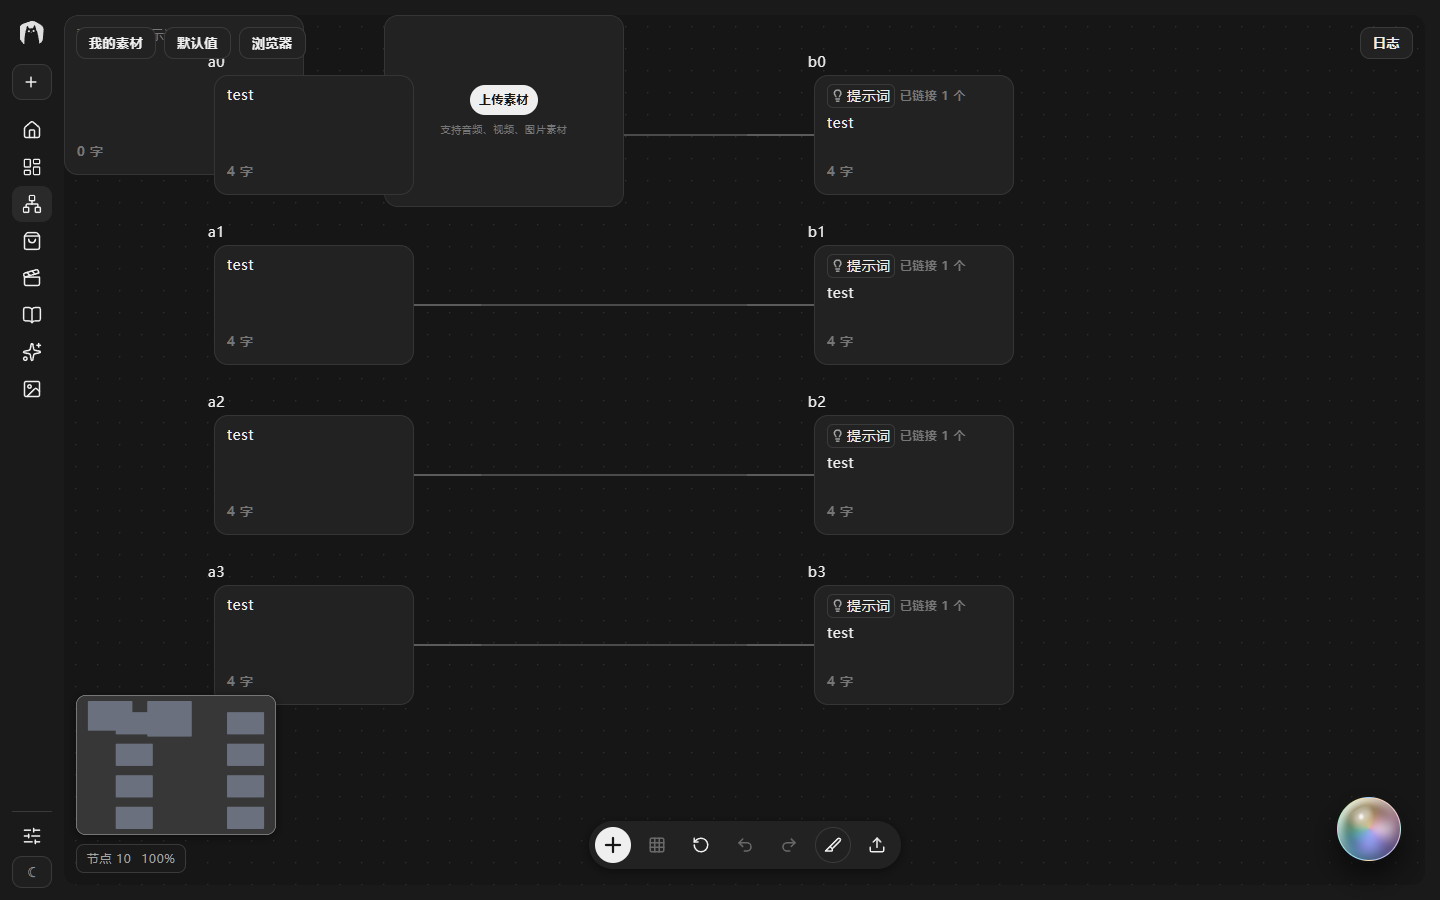 我的素材
默认值
浏览器
日志
示
0 字
上传素材
支持音频、视频、图片素材
a0
test
4 字
b0
提示词 已链接 1 个
test
4 字
a1
test
4 字
b1
提示词 已链接 1 个
test
4 字
a2
test
4 字
b2
提示词 已链接 1 个
test
4 字
a3
test
4 字
b3
提示词 已链接 1 个
test
4 字
节点 10 100%